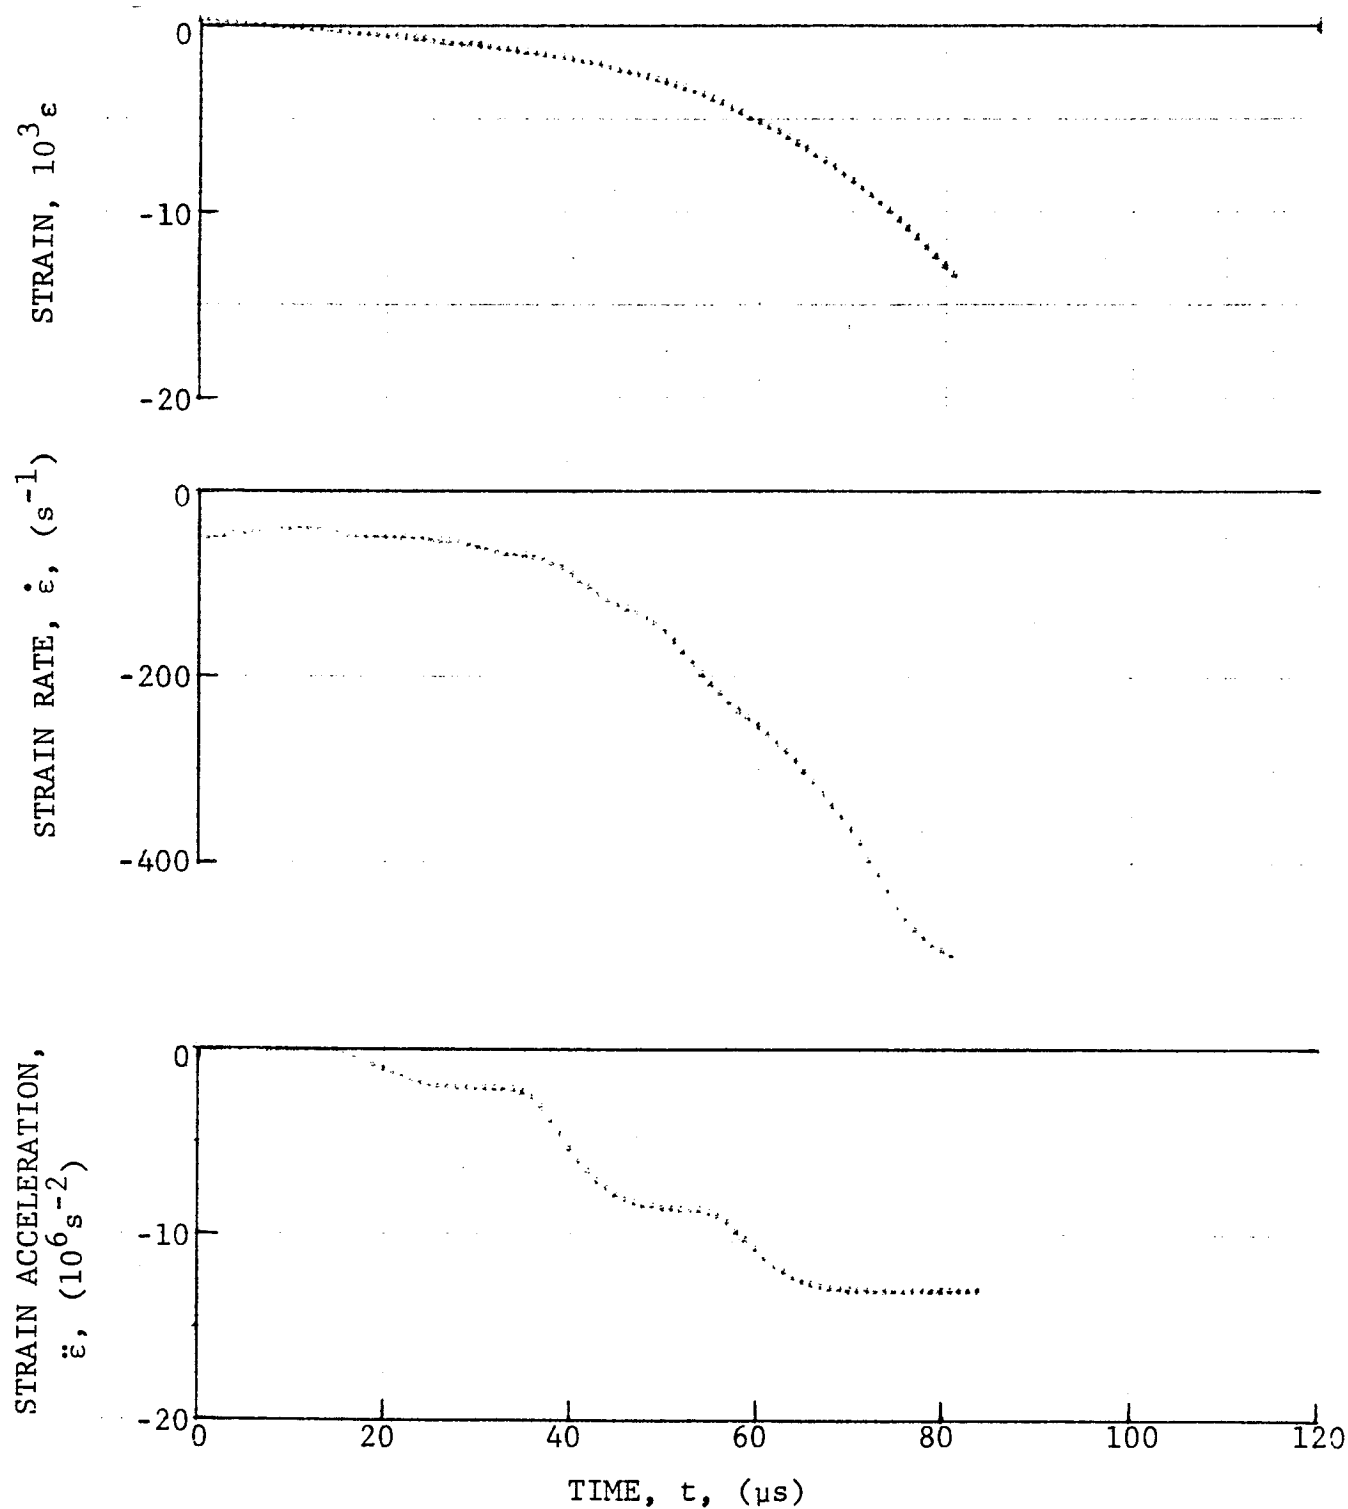 STRAIN, 10³ε
0
-10
-20
STRAIN RATE, ε̇, (s⁻¹)
0
-200
-400
STRAIN ACCELERATION,
ε̈, (10⁶s⁻²)
0
-10
-20
0 20 40 60 80 100 120
TIME, t, (μs)